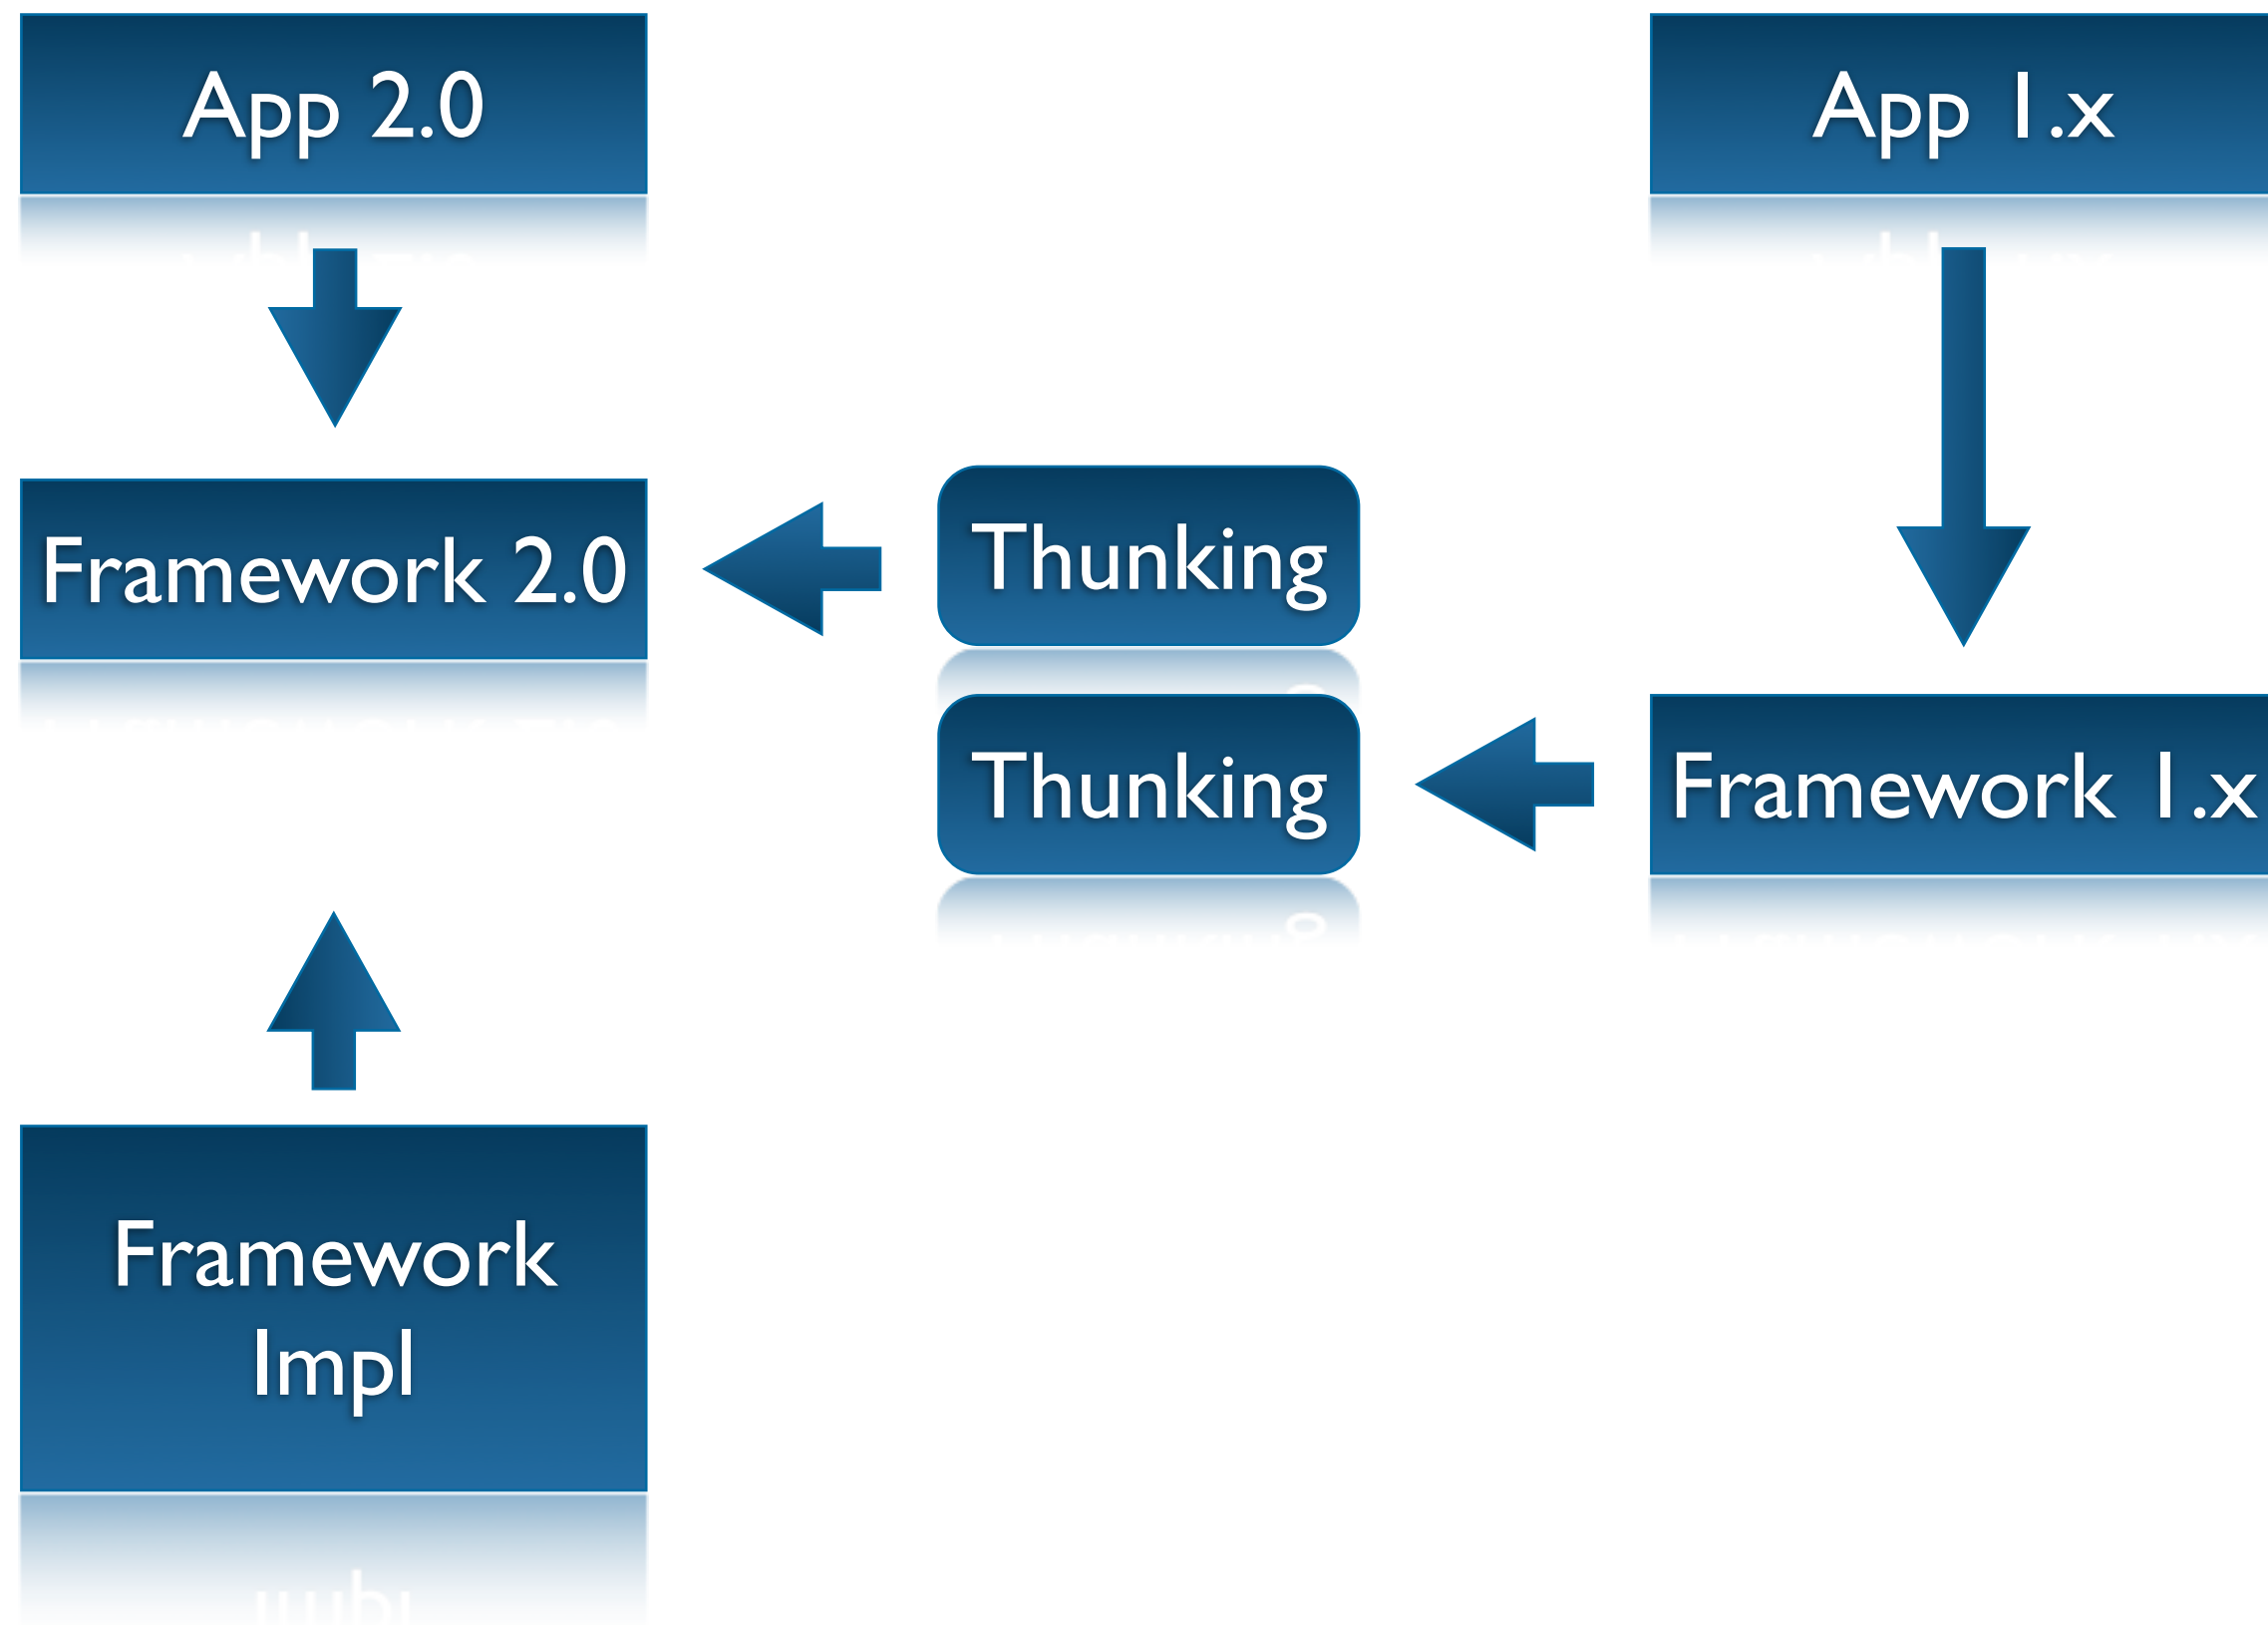 App 2.0
App 1.x
Framework 2.0
Thunking
Thunking
Framework 1.x
Framework
Impl